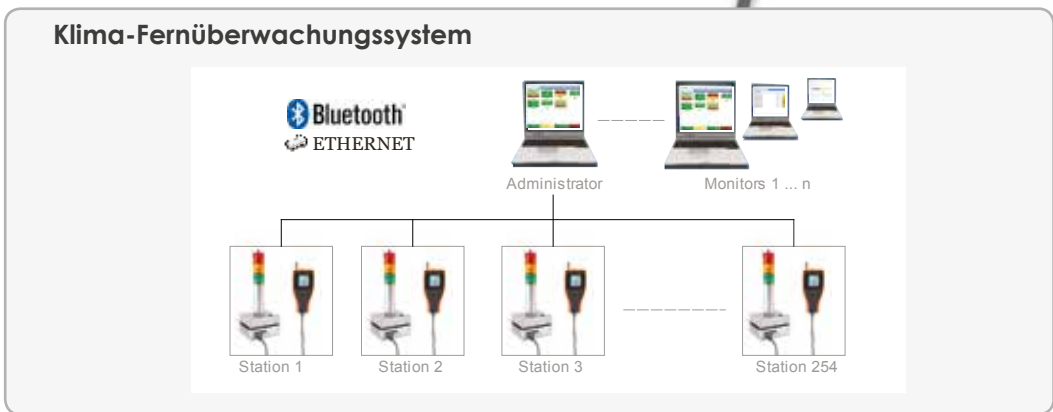 Klima-Fernüberwachungssystem
Bluetooth
ETHERNET
Administrator
Monitors 1 ... n
Station 1
Station 2
Station 3
Station 254